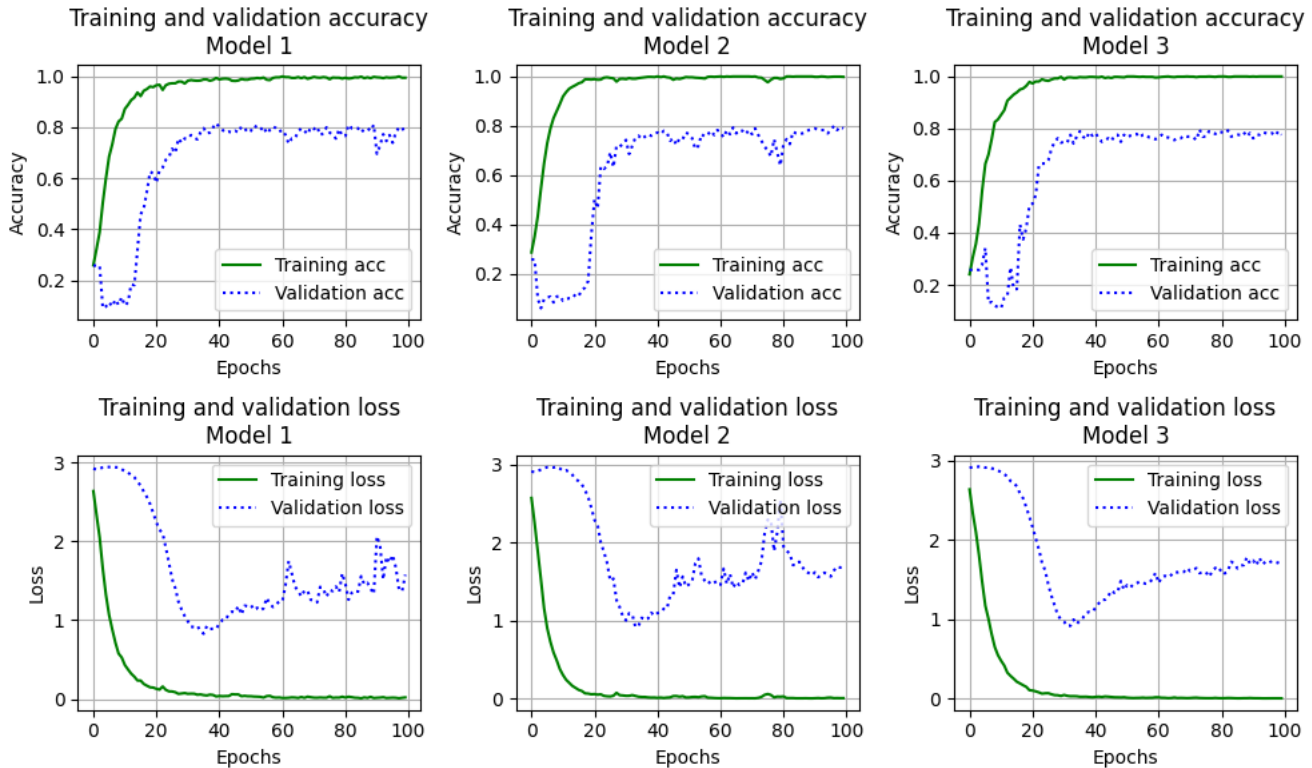 Training and validation accuracy
Model 1
1.0
0.8
0.6
0.4
0.2
Accuracy
Training acc
Validation acc
0 20 40 60 80 100
Epochs
Training and validation accuracy
Model 2
1.0
0.8
0.6
0.4
0.2
Accuracy
Training acc
Validation acc
0 20 40 60 80 100
Epochs
Training and validation accuracy
Model 3
1.0
0.8
0.6
0.4
0.2
Accuracy
Training acc
Validation acc
0 20 40 60 80 100
Epochs
Training and validation loss
Model 1
3
2
1
0
Loss
Training loss
Validation loss
0 20 40 60 80 100
Epochs
Training and validation loss
Model 2
3
2
1
0
Loss
Training loss
Validation loss
0 20 40 60 80 100
Epochs
Training and validation loss
Model 3
3
2
1
0
Loss
Training loss
Validation loss
0 20 40 60 80 100
Epochs